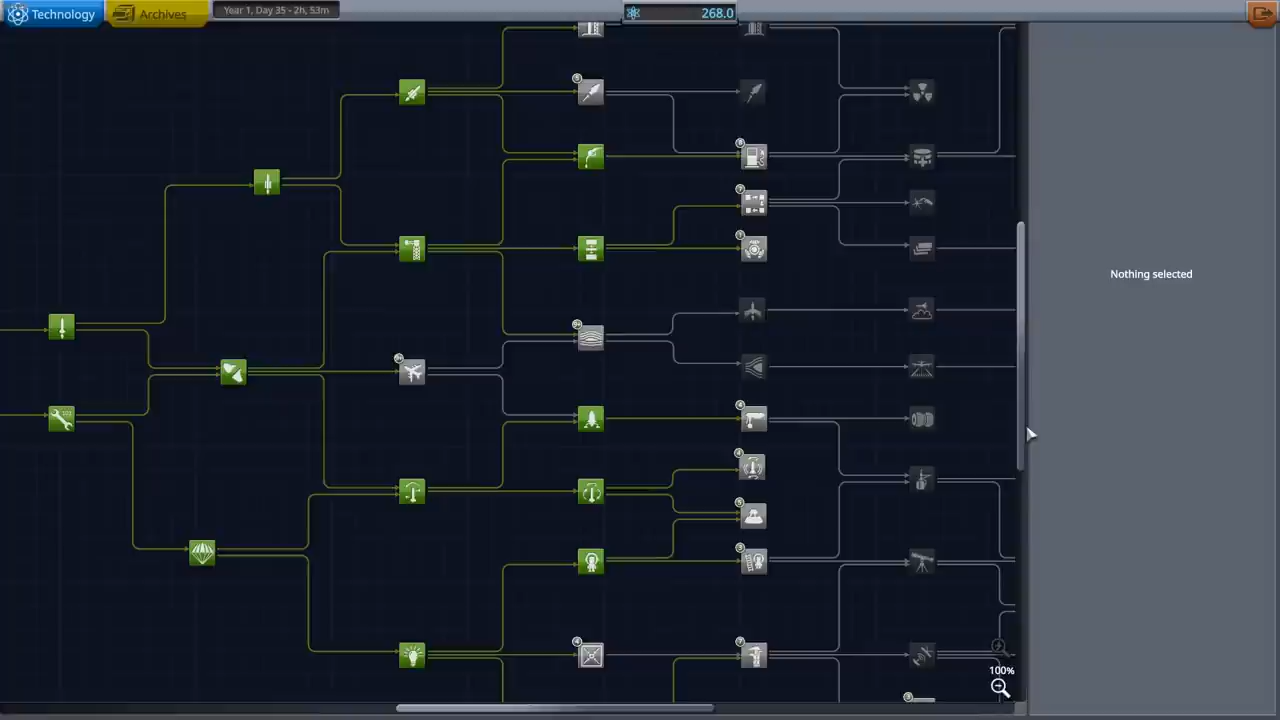 Technology
Archives
Year 1, Day 35 - 2h, 53m
268.0
Nothing selected
100%